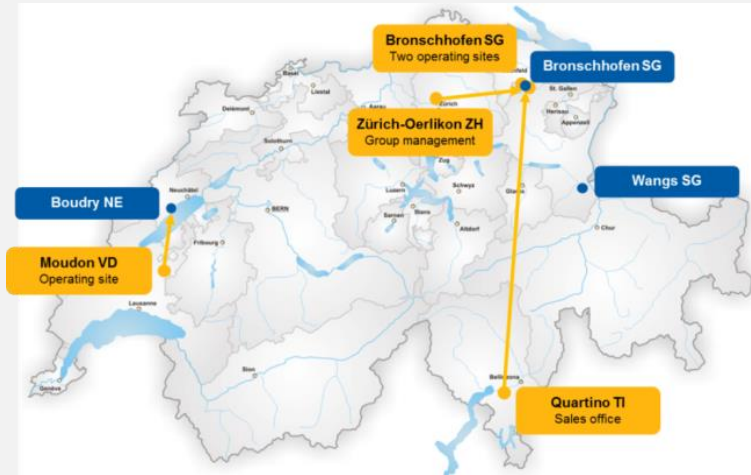 Bronschhofen SG
Two operating sites
Bronschhofen SG
Basel
Liestal
St. Gallen
Delémont
Aarau
Zürich
Herisau
Appenzell
Zürich-Oerlikon ZH
Group management
Solothurn
Zug
Boudry NE
Neuchâtel
Luzern
Schwyz
Glarus
Wangs SG
BERN
Sarnen
Stans
Altdorf
Chur
Fribourg
Moudon VD
Operating site
Lausanne
Sion
Bellinzona
Genève
Quartino TI
Sales office